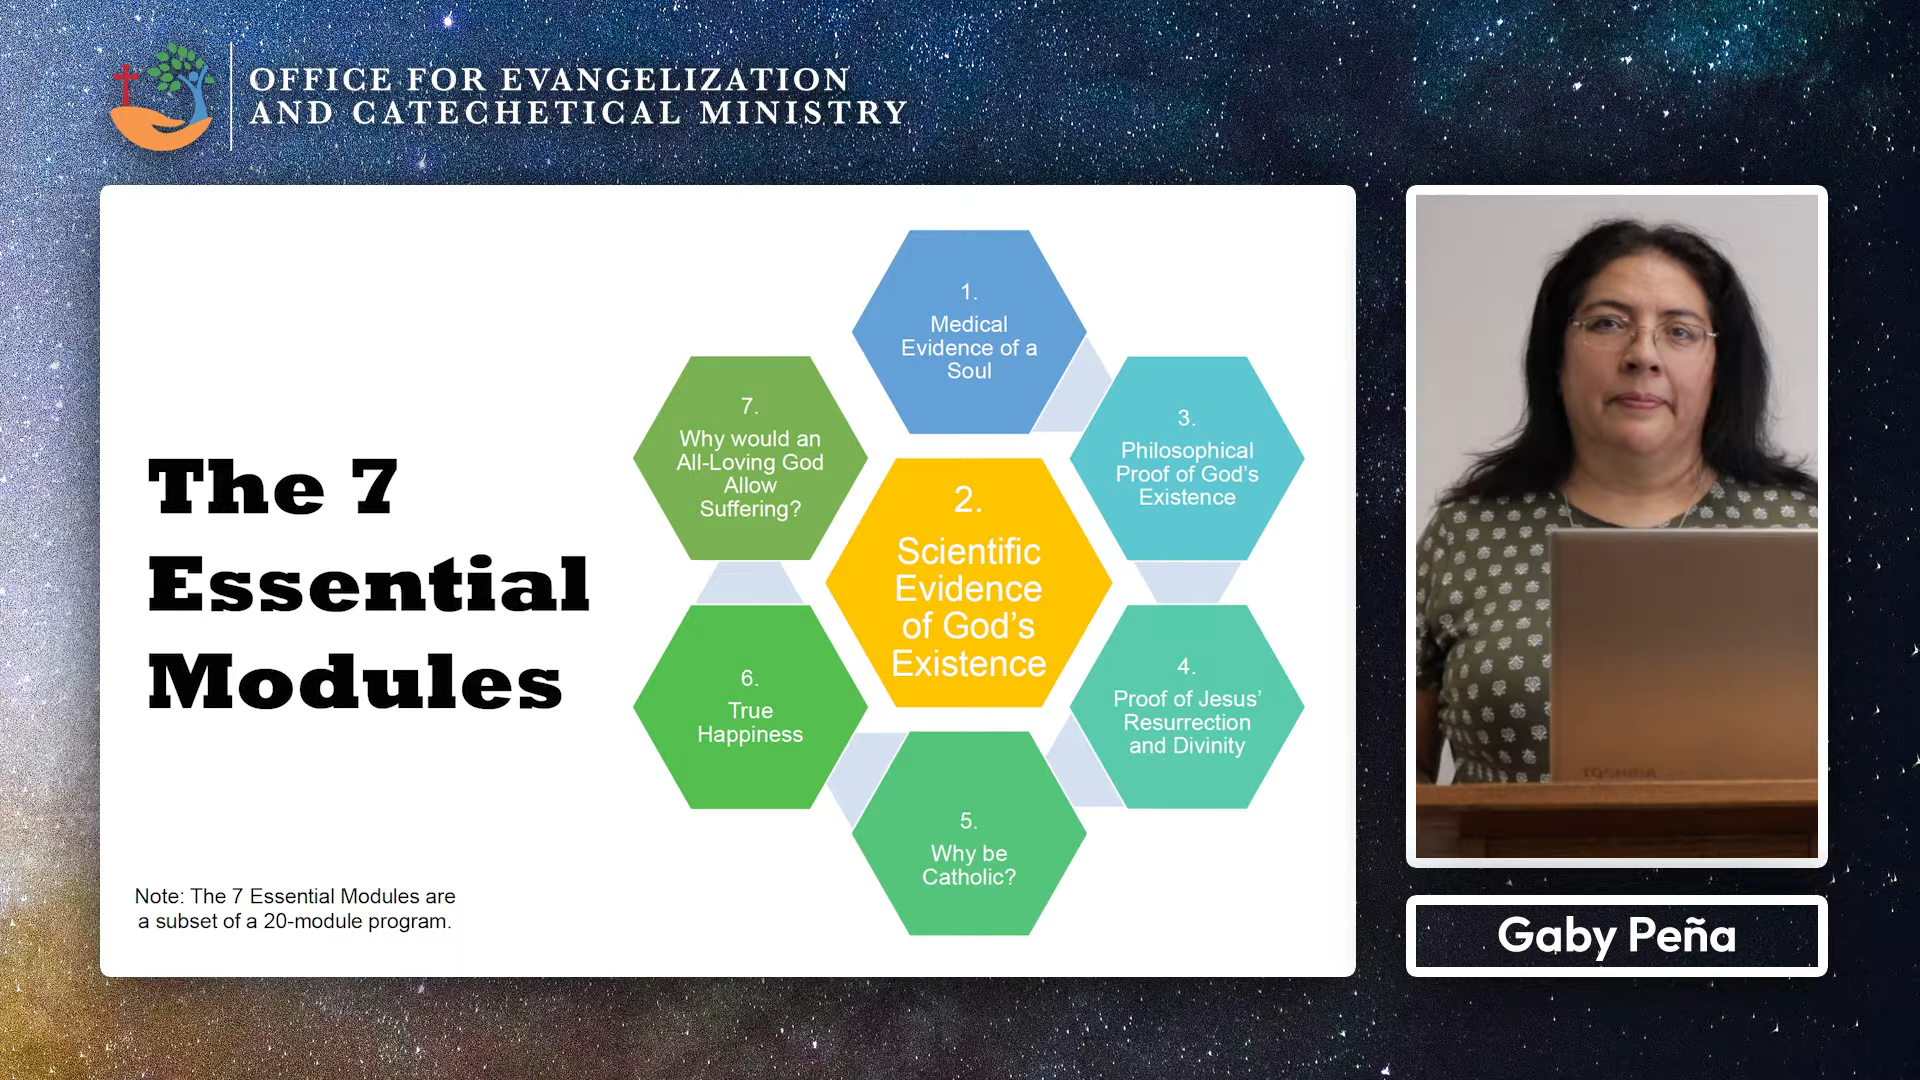 OFFICE FOR EVANGELIZATION
AND CATECHETICAL MINISTRY
The 7
Essential
Modules
Note: The 7 Essential Modules are
a subset of a 20-module program.
1.
Medical
Evidence of a
Soul
2.
Scientific
Evidence
of God’s
Existence
3.
Philosophical
Proof of God’s
Existence
4.
Proof of Jesus’
Resurrection
and Divinity
5.
Why be
Catholic?
6.
True
Happiness
7.
Why would an
All-Loving God
Allow
Suffering?
TOSHIBA
Gaby Peña